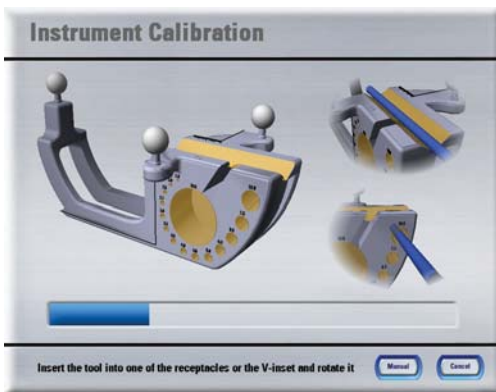 Instrument Calibration
Insert the tool into one of the receptacles or the V-inset and rotate it
Manual
Cancel